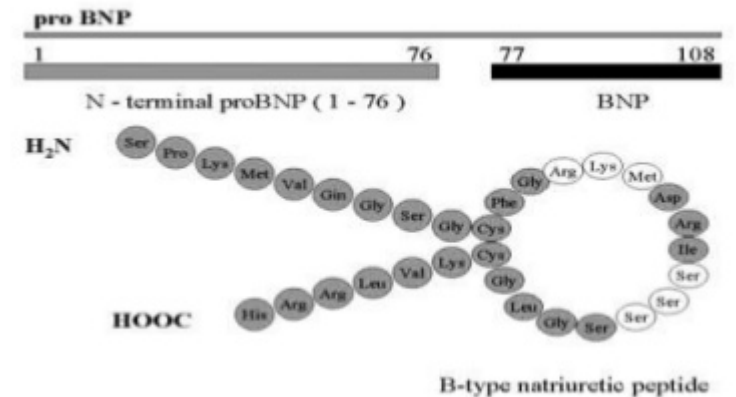 pro BNP
1 76 77 108
N - terminal proBNP ( 1 - 76 ) BNP
H₂N Ser Pro Lys Met Val Gin Gly Ser Gly Cys Phe Gly Arg Lys Met Asp Arg Ile Ser Ser Ser Ser Gly Leu Gly Cys Lys Val Leu Arg Arg His
HOOC
B-type natriuretic peptide